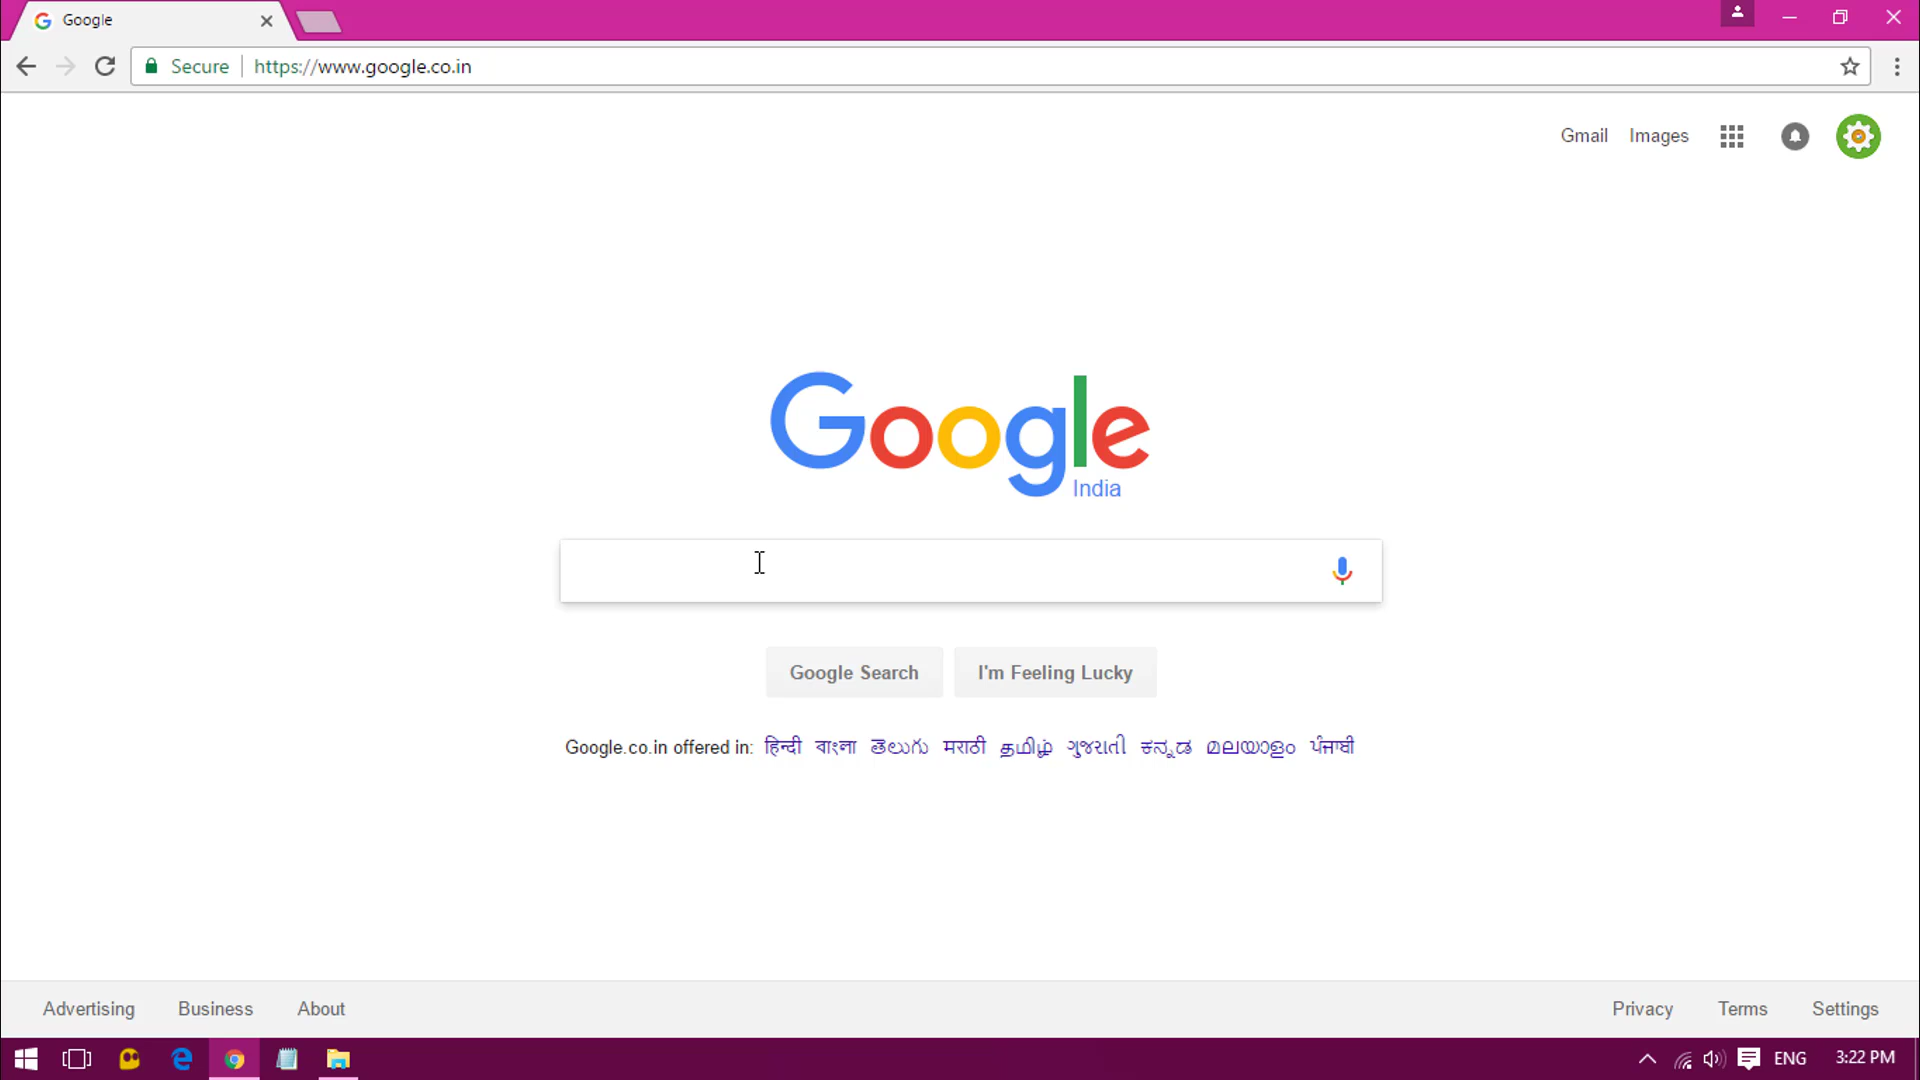 Google
Secure https://www.google.co.in
Gmail Images
Google
India
Google Search I'm Feeling Lucky
Google.co.in offered in: हिन्दी বাংলা తెలుగు मराठी தமிழ் ગુજરાતી ಕನ್ನಡ മലയാളം ਪੰਜਾਬੀ
Advertising Business About Privacy Terms Settings
ENG 3:22 PM